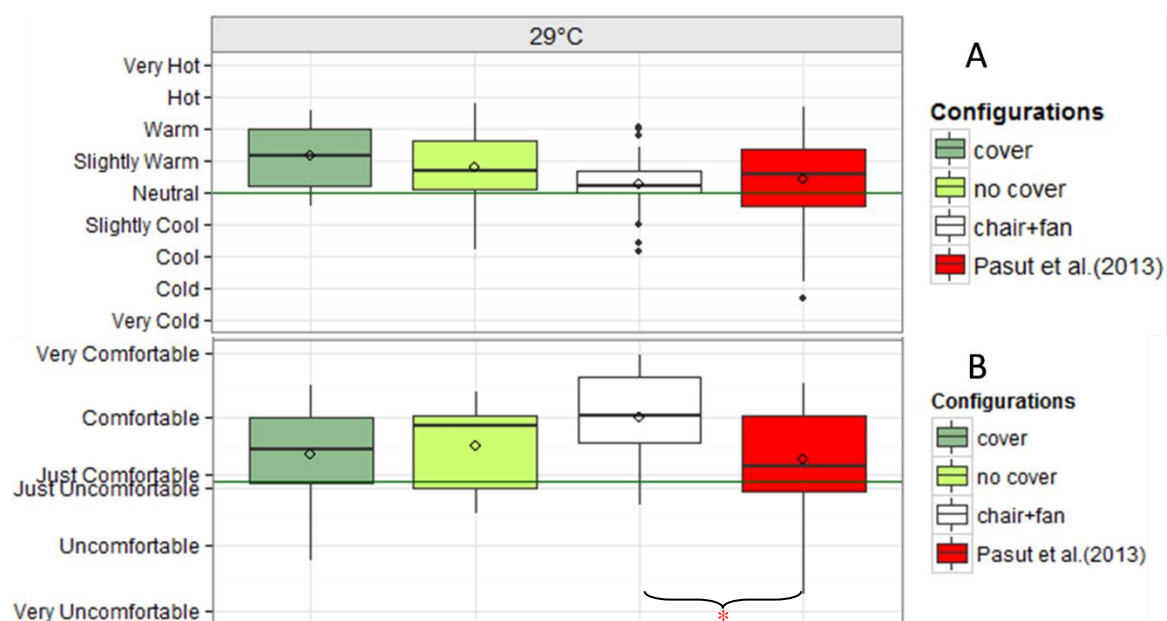 29°C
A
Very Hot
Hot
Warm
Slightly Warm
Neutral
Slightly Cool
Cool
Cold
Very Cold
Configurations
cover
no cover
chair+fan
Pasut et al.(2013)
B
Very Comfortable
Comfortable
Just Comfortable
Just Uncomfortable
Uncomfortable
Very Uncomfortable
*
Configurations
cover
no cover
chair+fan
Pasut et al.(2013)